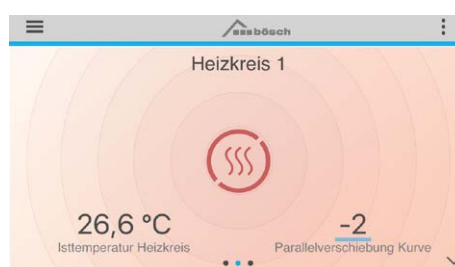 bösch
Heizkreis 1
26,6 °C
Isttemperatur Heizkreis
-2
Parallelverschiebung Kurve